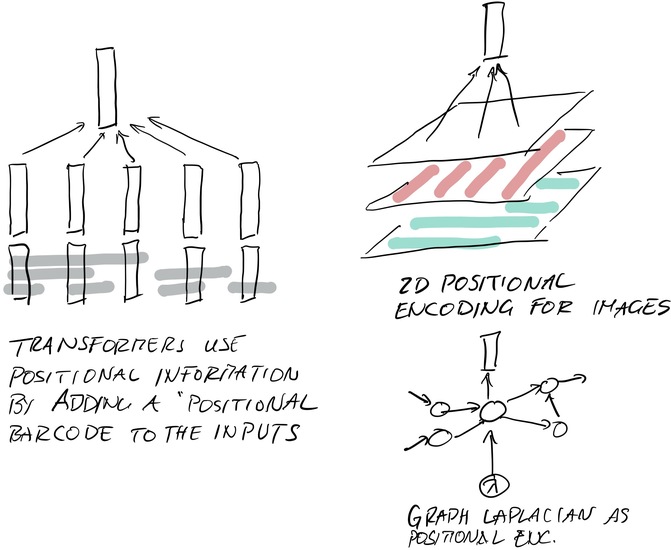 TRANSFORMERS USE
POSITIONAL INFORMATION
BY ADDING A "POSITIONAL
BARCODE TO THE INPUTS
2D POSITIONAL
ENCODING FOR IMAGES
λ
GRAPH LAPLACIAN AS
POSITIONAL ENC.